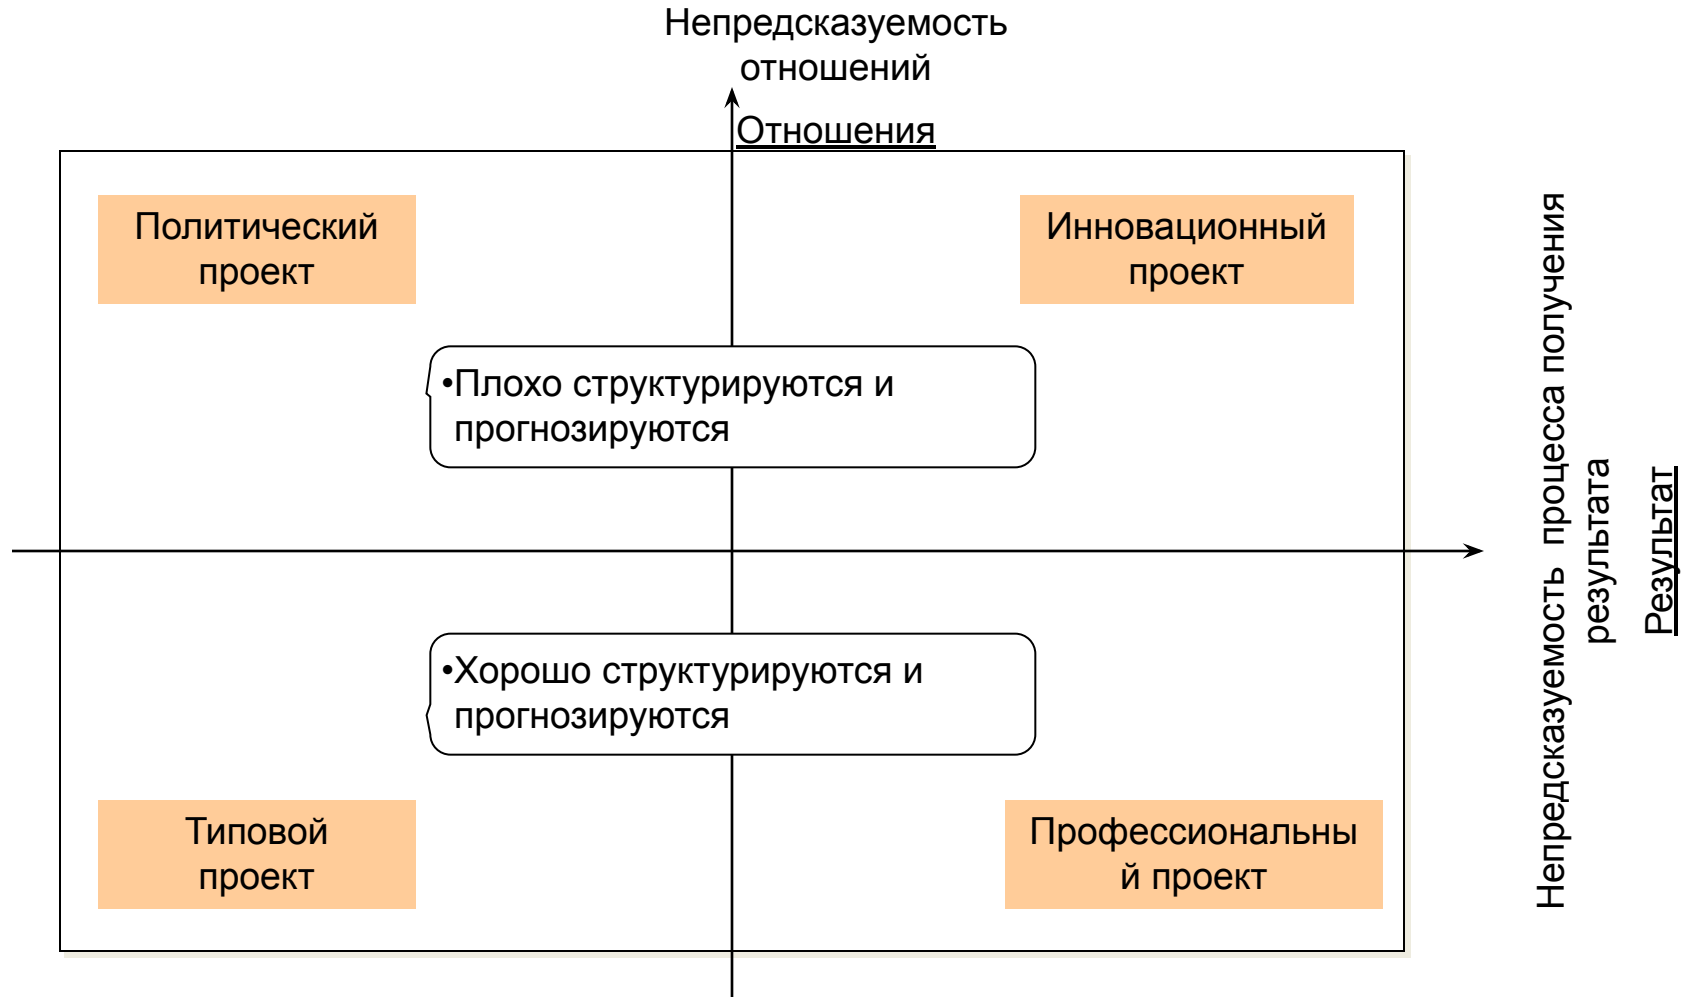 Непредсказуемость
отношений
Отношения
Политический
проект
Инновационный
проект
•Плохо структурируются и
прогнозируются
•Хорошо структурируются и
прогнозируются
Типовой
проект
Профессиональны
й проект
Непредсказуемость процесса получения
результата
Результат